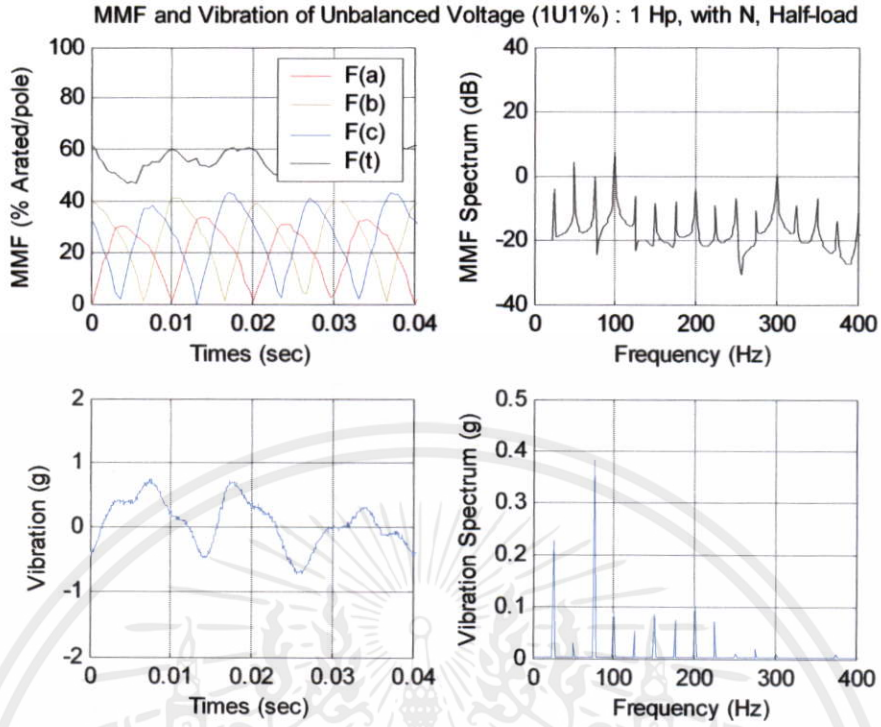 MMF and Vibration of Unbalanced Voltage (1U1%) : 1 Hp, with N, Half-load
MMF (% Arated/pole)
100
80
60
40
20
0
F(a)
F(b)
F(c)
F(t)
0 0.01 0.02 0.03 0.04
Times (sec)
MMF Spectrum (dB)
40
20
0
-20
-40
0 100 200 300 400
Frequency (Hz)
Vibration (g)
2
1
0
-1
-2
0 0.01 0.02 0.03 0.04
Times (sec)
Vibration Spectrum (g)
0.5
0.4
0.3
0.2
0.1
0
0 100 200 300 400
Frequency (Hz)